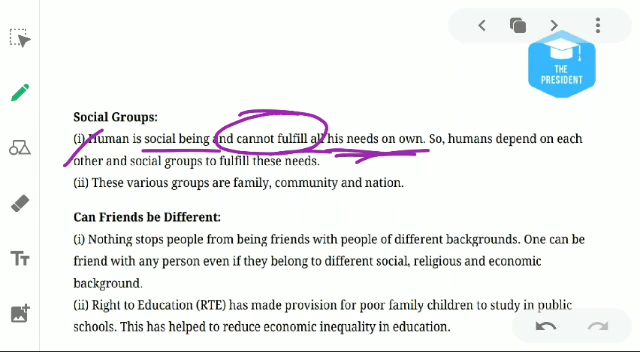 THE
PRESIDENT
Social Groups:
(i) Human is social being and cannot fulfill all his needs on own. So, humans depend on each
other and social groups to fulfill these needs.
(ii) These various groups are family, community and nation.
Can Friends be Different:
(i) Nothing stops people from being friends with people of different backgrounds. One can be
friend with any person even if they belong to different social, religious and economic
background.
(ii) Right to Education (RTE) has made provision for poor family children to study in public
schools. This has helped to reduce economic inequality in education.
Tт